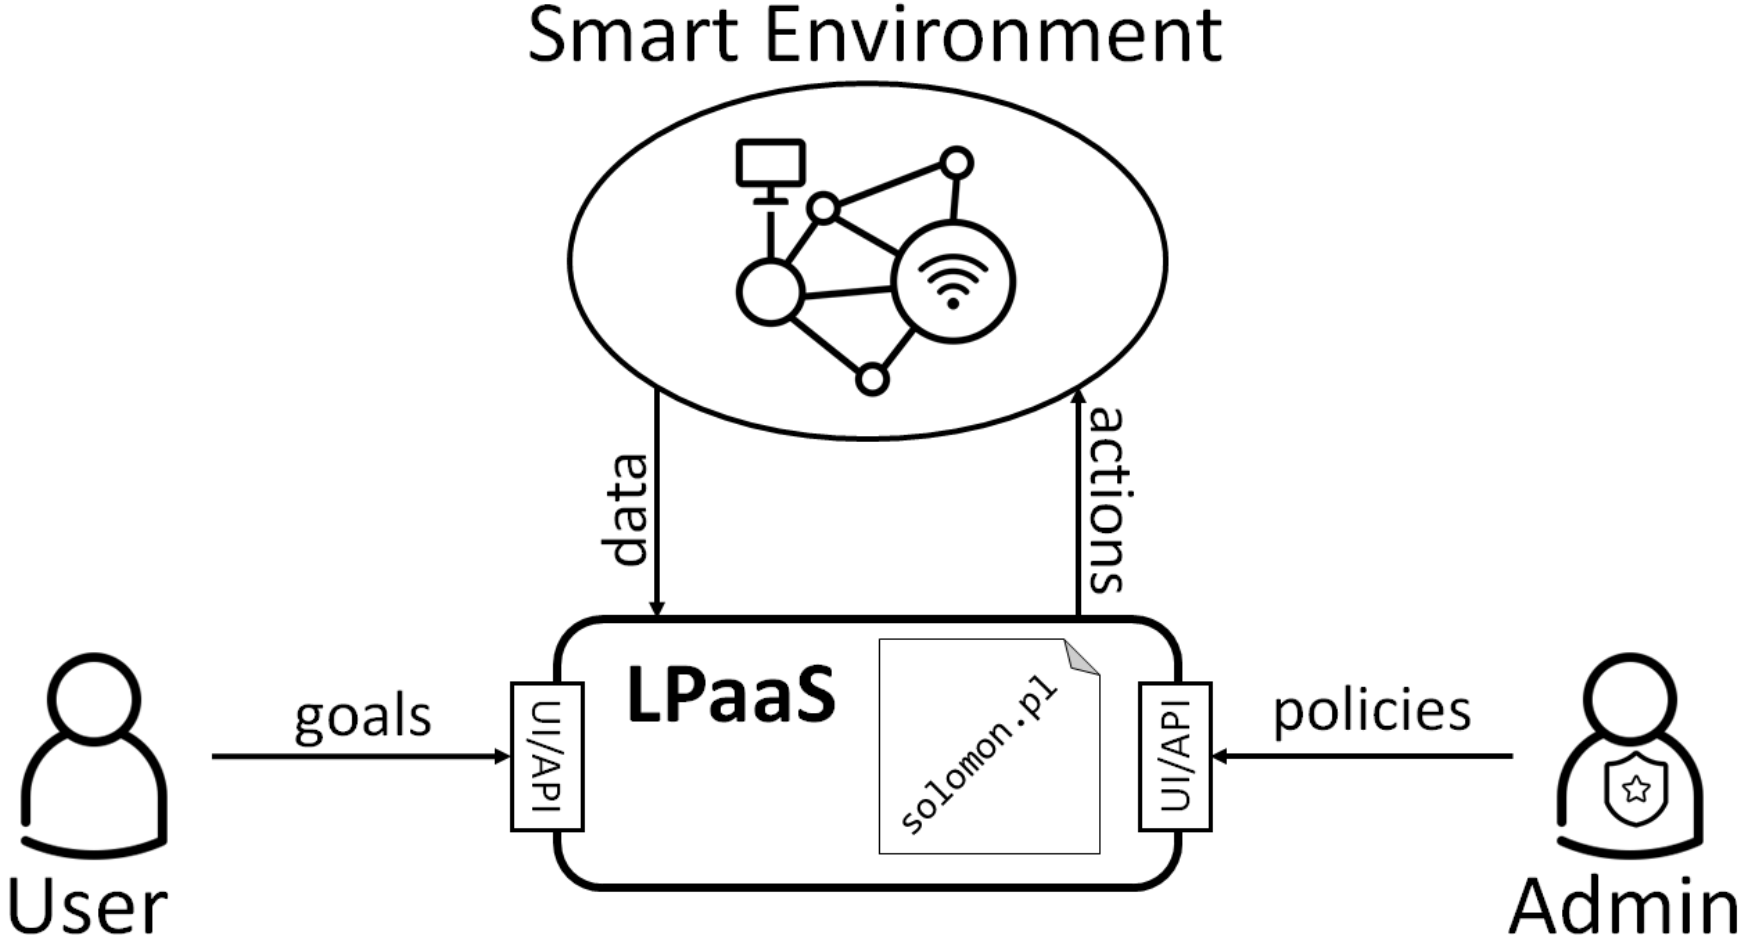 Smart Environment
data
actions
LPaaS
solomon.pl
goals
UI/API
UI/API
policies
User
Admin